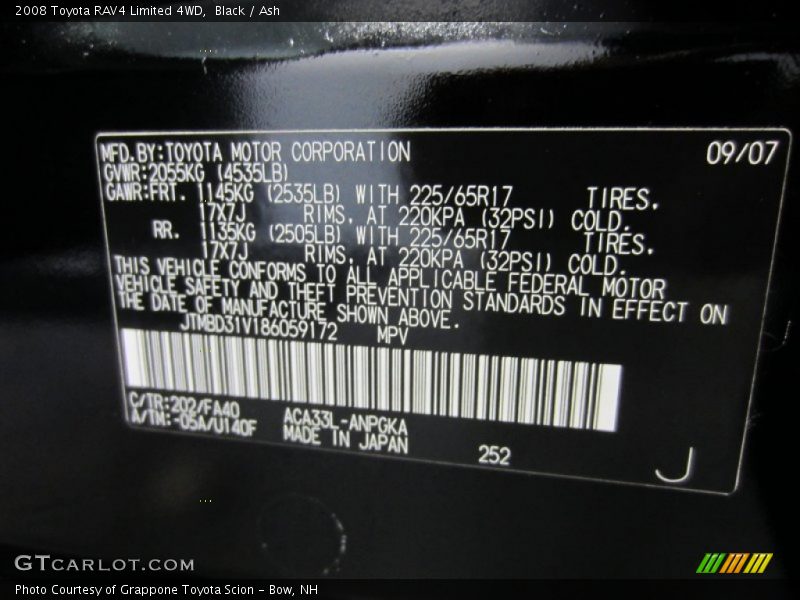 2008 Toyota RAV4 Limited 4WD, Black / Ash
MFD.BY:TOYOTA MOTOR CORPORATION 09/07
GVWR:2055KG (4535LB)
GAWR:FRT. 1145KG (2535LB) WITH 225/65R17 TIRES.
17X7J RIMS, AT 220KPA (32PSI) COLD.
RR. 1135KG (2505LB) WITH 225/65R17 TIRES.
17X7J RIMS, AT 220KPA (32PSI) COLD.
THIS VEHICLE CONFORMS TO ALL APPLICABLE FEDERAL MOTOR
VEHICLE SAFETY AND THEFT PREVENTION STANDARDS IN EFFECT ON
THE DATE OF MANUFACTURE SHOWN ABOVE.
JTMBD31V186059172 MPV
C/TR:202/FA40 ACA33L-ANPGKA
A/TM:-05A/U140F MADE IN JAPAN 252 J
GTCARLOT.COM
Photo Courtesy of Grappone Toyota Scion - Bow, NH